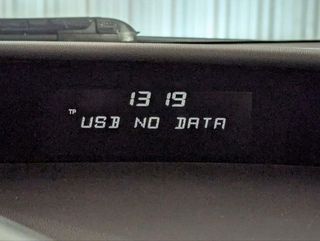 13 19
TP
USB NO DATA